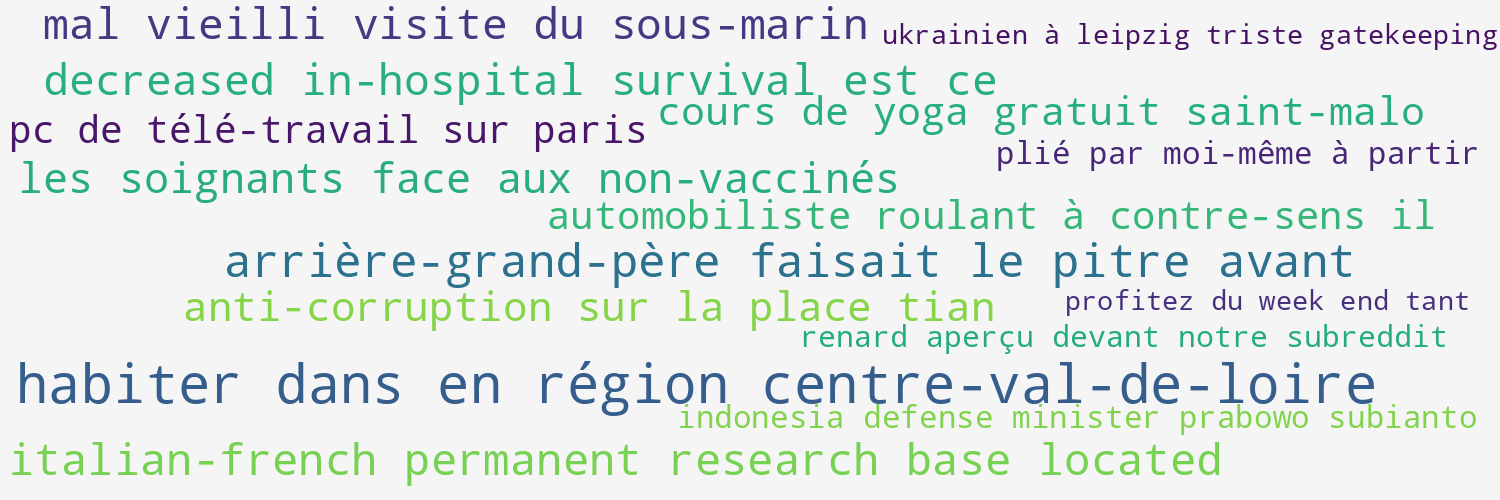 mal vieilli visite du sous-marin
ukrainien à leipzig triste gatekeeping
decreased in-hospital survival est ce
cours de yoga gratuit saint-malo
pc de télé-travail sur paris
plié par moi-même à partir
les soignants face aux non-vaccinés
automobiliste roulant à contre-sens il
arrière-grand-père faisait le pitre avant
anti-corruption sur la place tian
profitez du week end tant
renard aperçu devant notre subreddit
habiter dans en région centre-val-de-loire
indonesia defense minister prabowo subianto
italian-french permanent research base located